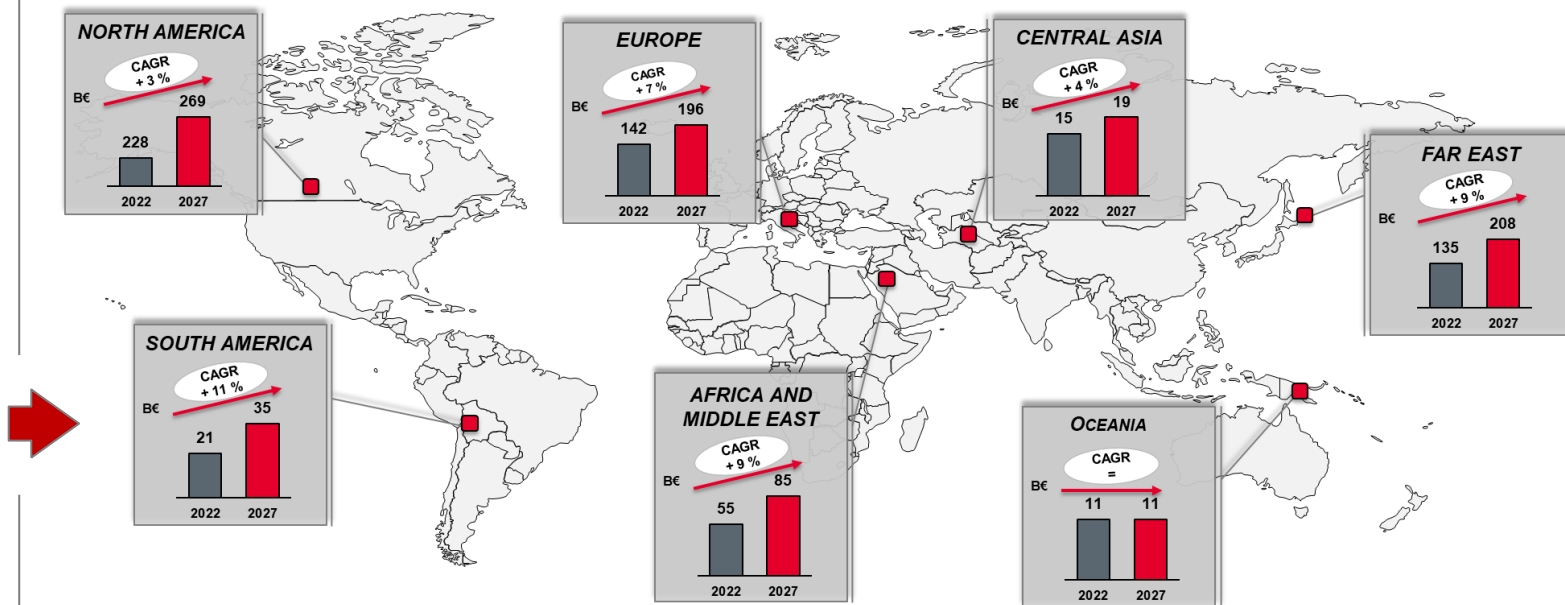 NORTH AMERICA
CAGR
+ 3 %
B€
228
269
2022
2027
EUROPE
CAGR
+ 7 %
B€
142
196
2022
2027
CENTRAL ASIA
CAGR
+ 4 %
B€
15
19
2022
2027
FAR EAST
CAGR
+ 9 %
B€
135
208
2022
2027
SOUTH AMERICA
CAGR
+ 11 %
B€
21
35
2022
2027
AFRICA AND
MIDDLE EAST
CAGR
+ 9 %
B€
55
85
2022
2027
OCEANIA
CAGR
=
B€
11
11
2022
2027